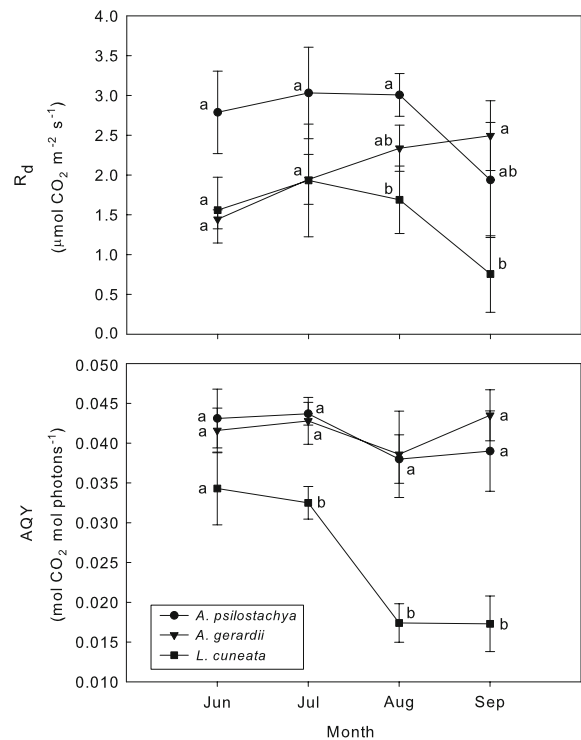 4.0
3.5
3.0
2.5
2.0
1.5
1.0
0.5
0.0
R_d
(µmol CO₂ m⁻² s⁻¹)
a
a
a
ab
a
a
ab
a
a
b
b
0.050
0.045
0.040
0.035
0.030
0.025
0.020
0.015
0.010
AQY
(mol CO₂ mol photons⁻¹)
a
a
a
a
a
a
a
a
b
b
b
A. psilostachya
A. gerardii
L. cuneata
Jun Jul Aug Sep
Month